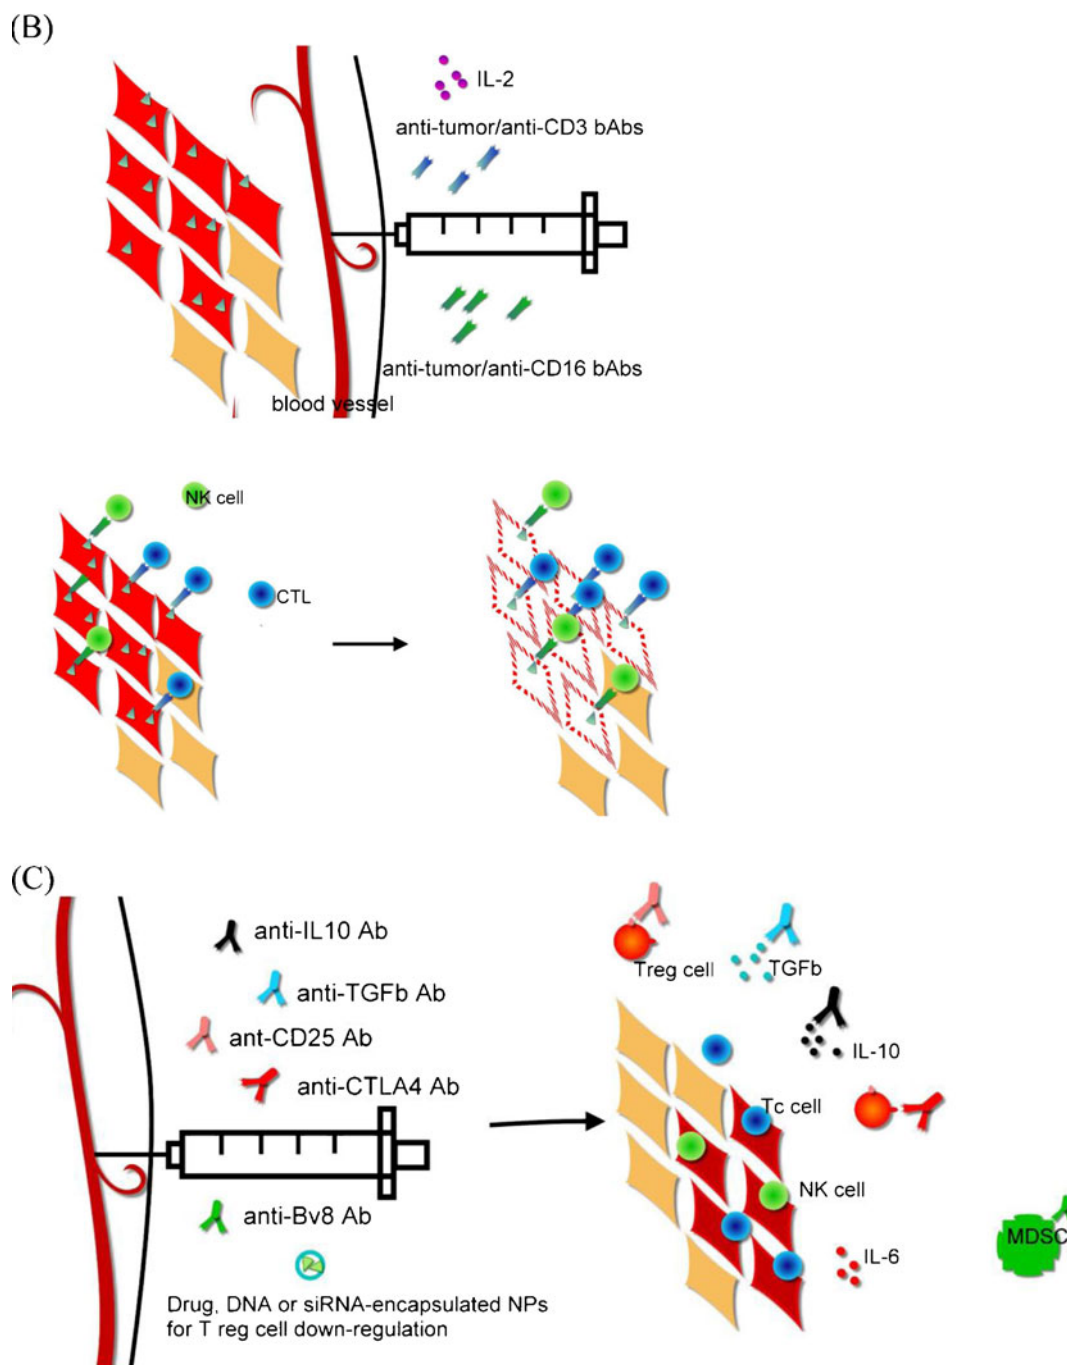 (B)
IL-2
anti-tumor/anti-CD3 bAbs
anti-tumor/anti-CD16 bAbs
blood vessel
NK cell
CTL
(C)
anti-IL10 Ab
anti-TGFb Ab
ant-CD25 Ab
anti-CTLA4 Ab
anti-Bv8 Ab
Drug, DNA or siRNA-encapsulated NPs
for T reg cell down-regulation
Treg cell
TGFb
IL-10
Tc cell
NK cell
IL-6
MDSC